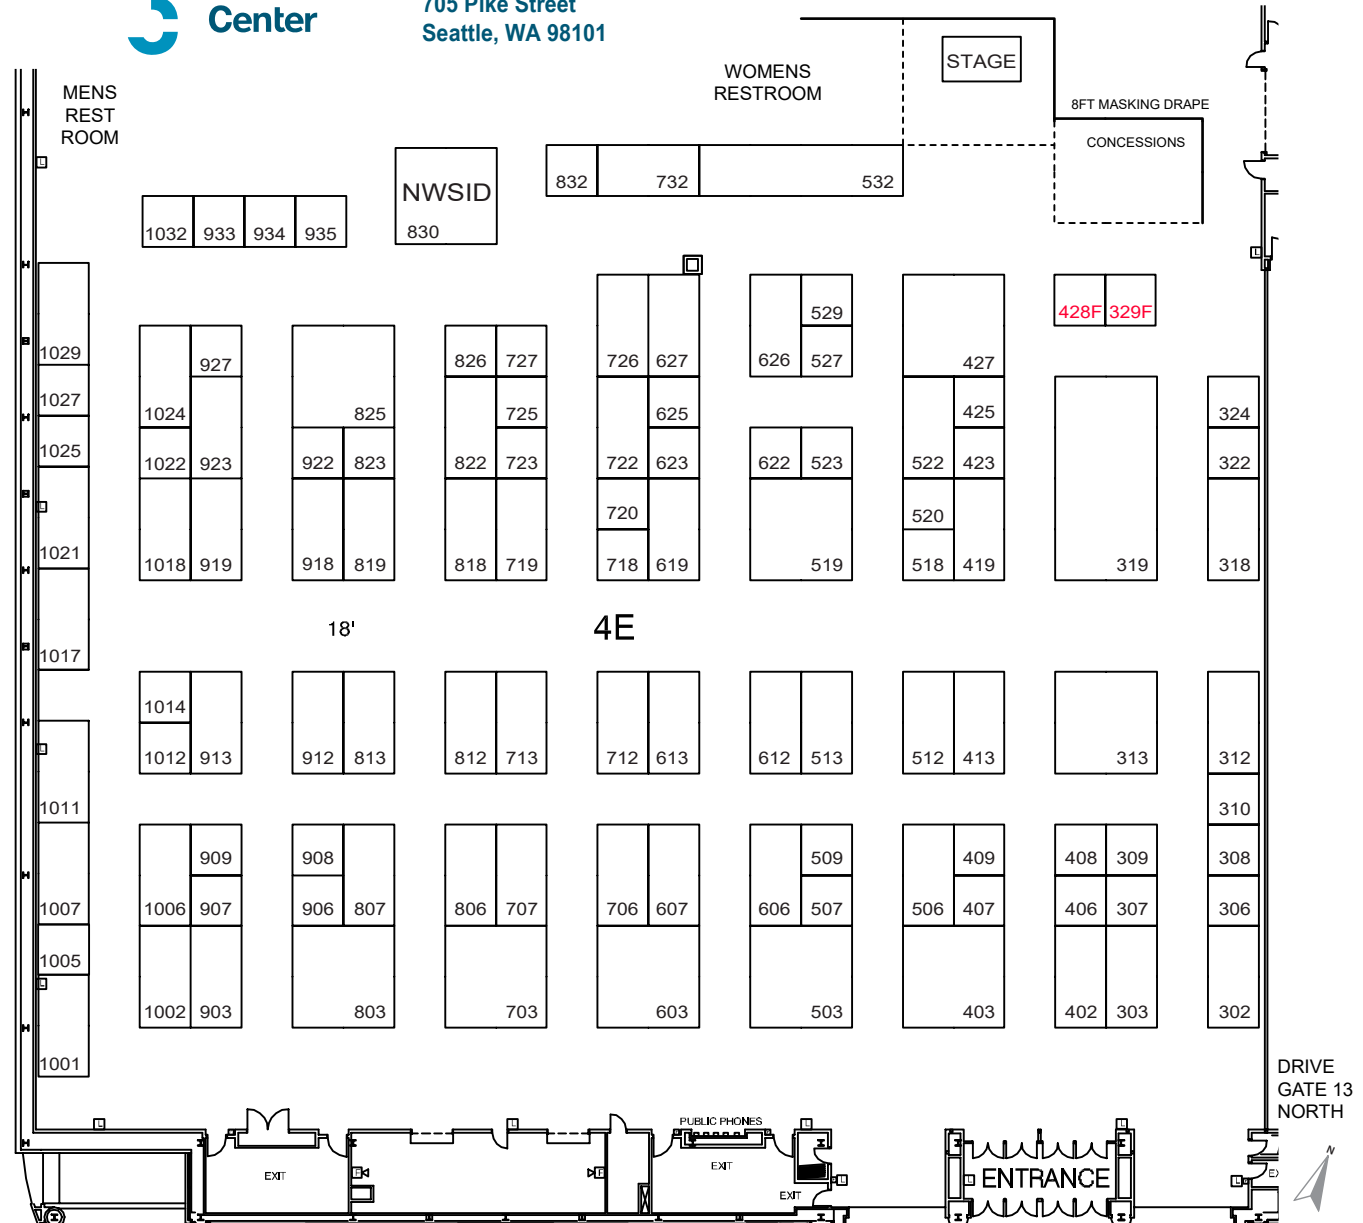 Center
705 Pike Street
Seattle, WA 98101
STAGE
WOMENS
RESTROOM
MENS
REST
ROOM
8FT MASKING DRAPE
CONCESSIONS
832 732 532
NWSID
830
1032 933 934 935
529
428F 329F
1029 927 826 727 726 627 626 527 427
1027 1024 825 725 625 425 324
1025 1022 923 922 823 822 723 722 623 622 523 522 423 322
720 520
1021 1018 919 918 819 818 719 718 619 519 518 419 319 318
18'
4E
1017
1014
1012 913 912 813 812 713 712 613 612 513 512 413 313 312
1011 310
909 908 509 409 408 309 308
1007 1006 907 906 807 806 707 706 607 606 507 506 407 406 307 306
1005
1002 903 803 703 603 503 403 402 303 302
1001
DRIVE
GATE 13
NORTH
PUBLIC PHONES
EXIT
EXIT
EXIT
ENTRANCE
N